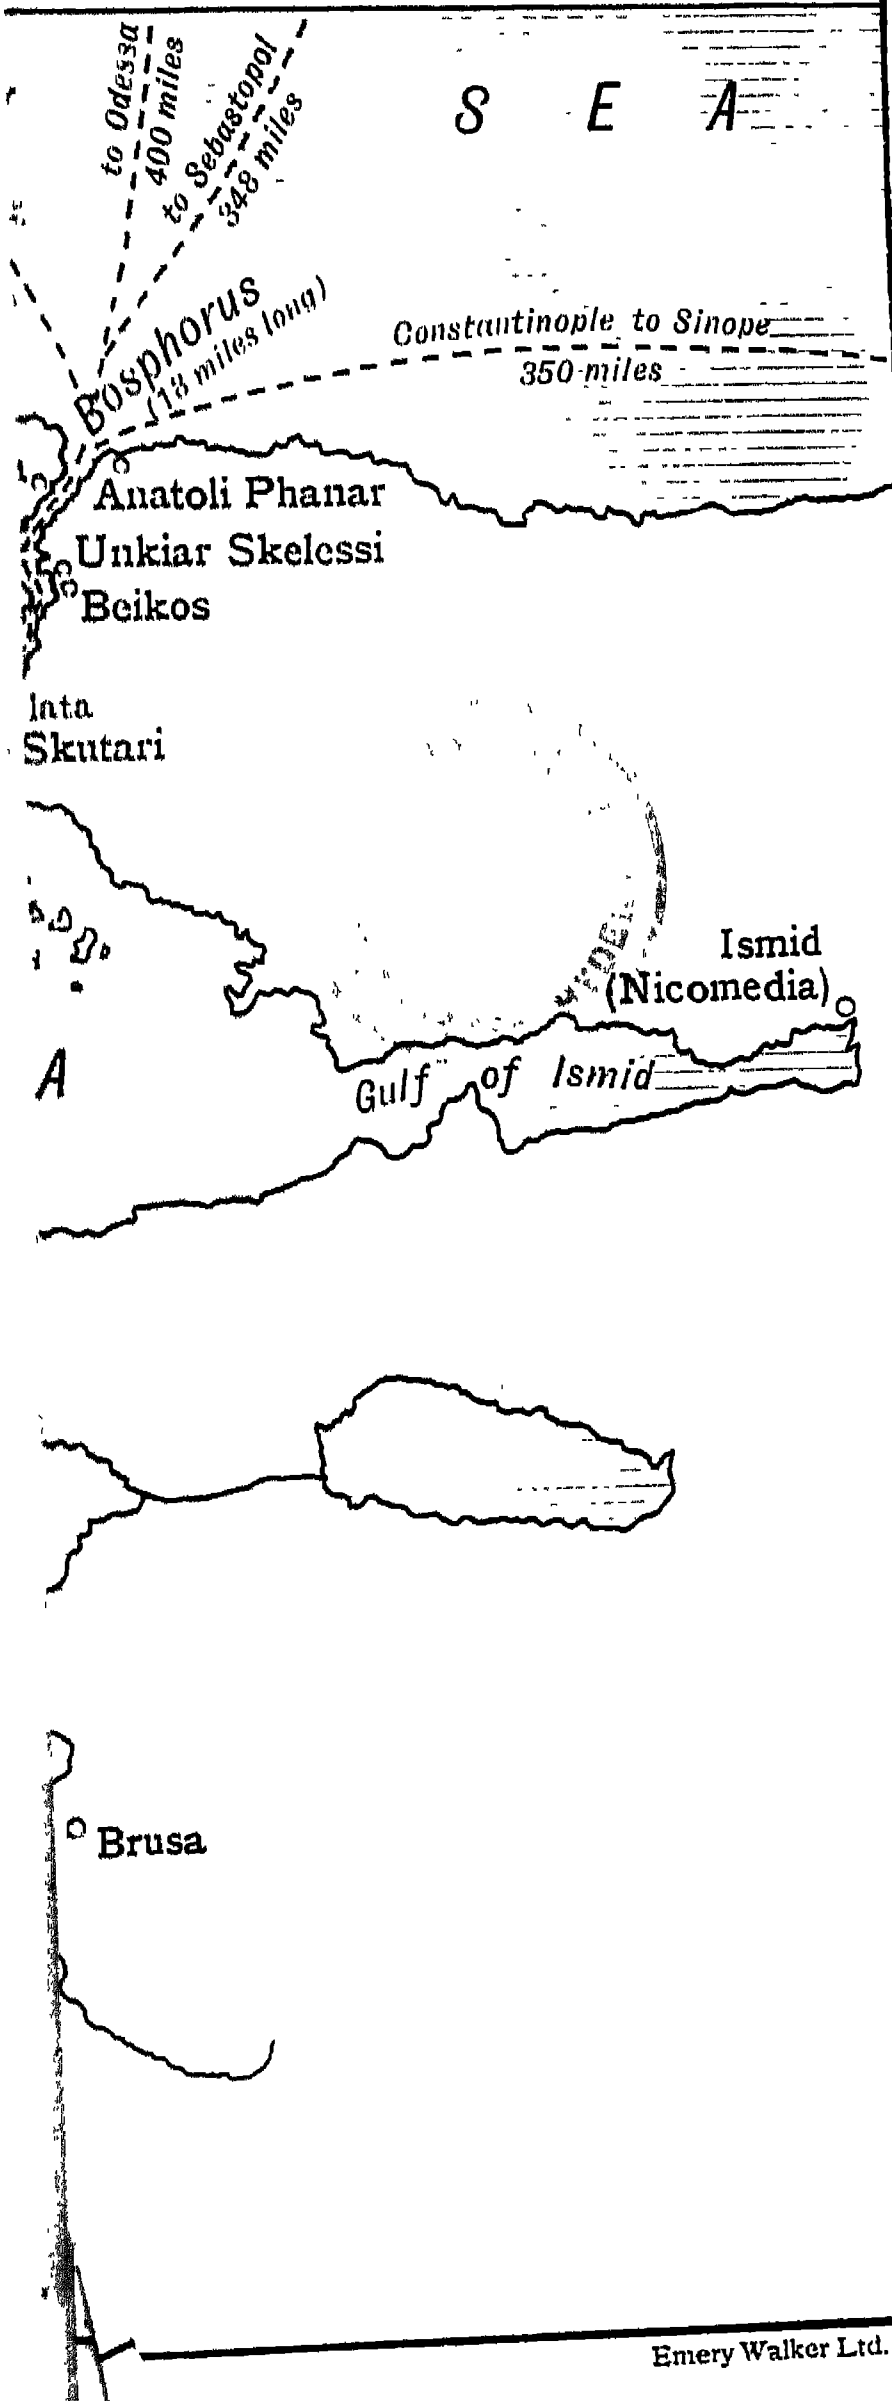 to Odessa
400 miles
to Sebastopol
348 miles
S E A
Bosphorus
(18 miles long)
Constantinople to Sinope
350 miles
Anatoli Phanar
Unkiar Skelessi
Beikos
lata
Skutari
Ismid
(Nicomedia)
A
Gulf of Ismid
Brusa
Emery Walker Ltd.